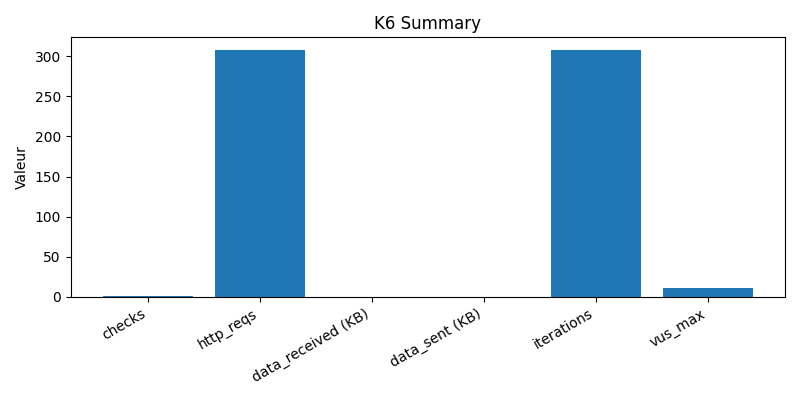 K6 Summary
Valeur
300
250
200
150
100
50
0
checks
http_reqs
data_received (KB)
data_sent (KB)
iterations
vus_max